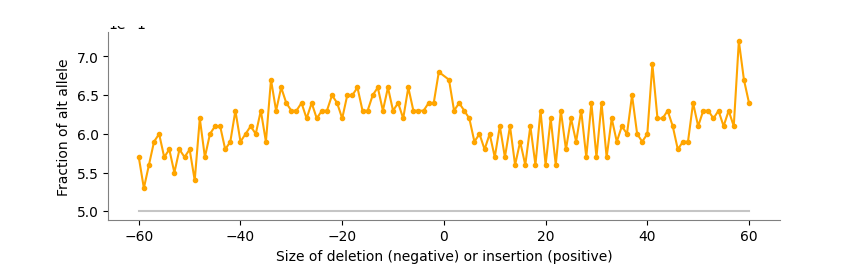 7.0
6.5
6.0
5.5
5.0
Fraction of alt allele
−60 −40 −20 0 20 40 60
Size of deletion (negative) or insertion (positive)